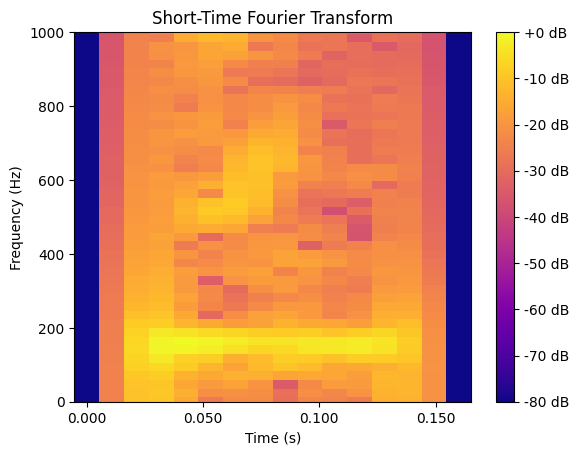 Short-Time Fourier Transform
1000
800
600
400
200
0
Frequency (Hz)
0.000
0.050
0.100
0.150
Time (s)
+0 dB
-10 dB
-20 dB
-30 dB
-40 dB
-50 dB
-60 dB
-70 dB
-80 dB